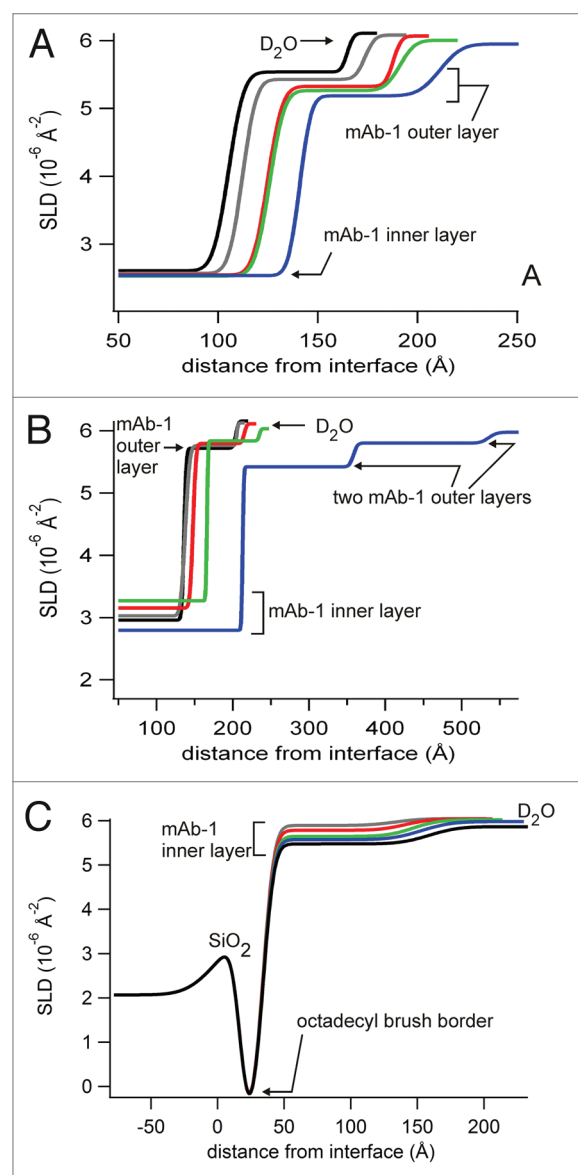 A
6
5
4
3
SLD (10⁻⁶ Å⁻²)
D₂O
mAb-1 outer layer
mAb-1 inner layer
A
50
100
150
200
250
distance from interface (Å)
B
6
5
4
3
2
SLD (10⁻⁶ Å⁻²)
mAb-1
outer
layer
D₂O
two mAb-1 outer layers
mAb-1 inner layer
100
200
300
400
500
distance from interface (Å)
C
6
5
4
3
2
1
0
SLD (10⁻⁶ Å⁻²)
mAb-1
inner layer
D₂O
SiO₂
octadecyl brush border
-50
0
50
100
150
200
distance from interface (Å)